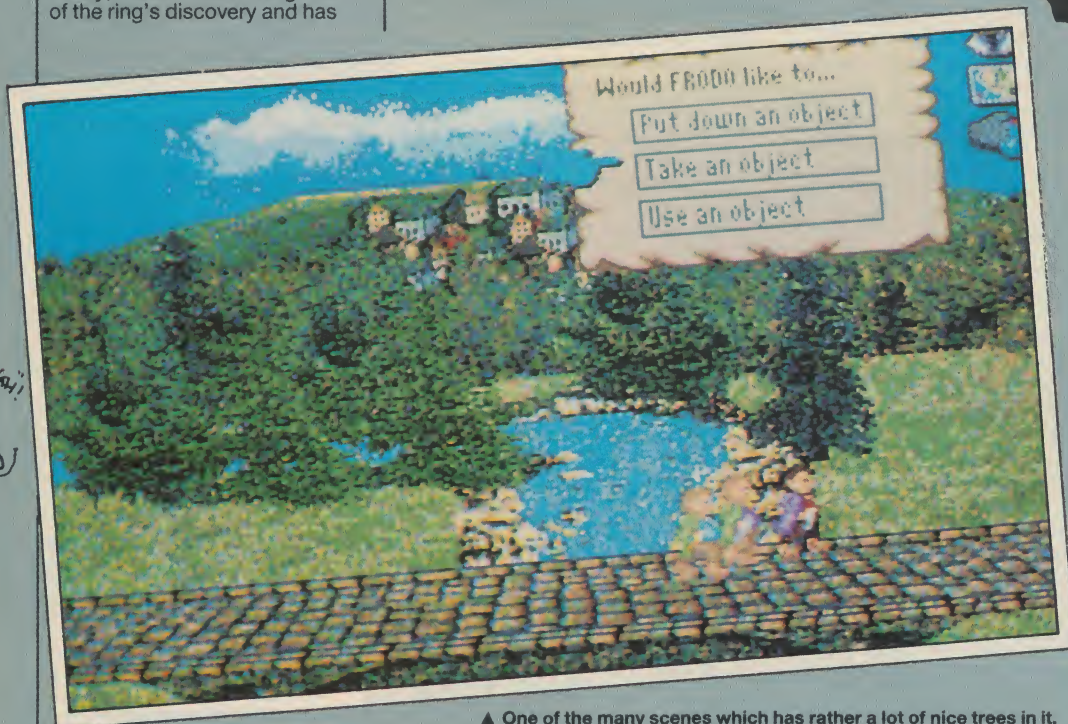 of the ring's discovery and has
Would FRODO like to...
Put down an object
Take an object
Use an object
▲ One of the many scenes which has rather a lot of nice trees in it.